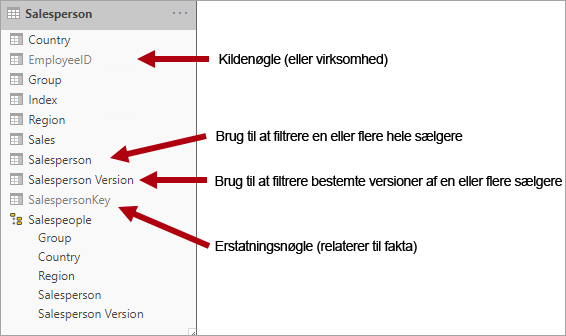 Salesperson
Country
EmployeeID
Kildenøgle (eller virksomhed)
Group
Index
Region
Sales
Brug til at filtrere en eller flere hele sælgere
Salesperson
Salesperson Version
Brug til at filtrere bestemte versioner af en eller flere sælgere
SalespersonKey
Salespeople
Group
Erstatningsnøgle (relaterer til fakta)
Country
Region
Salesperson
Salesperson Version